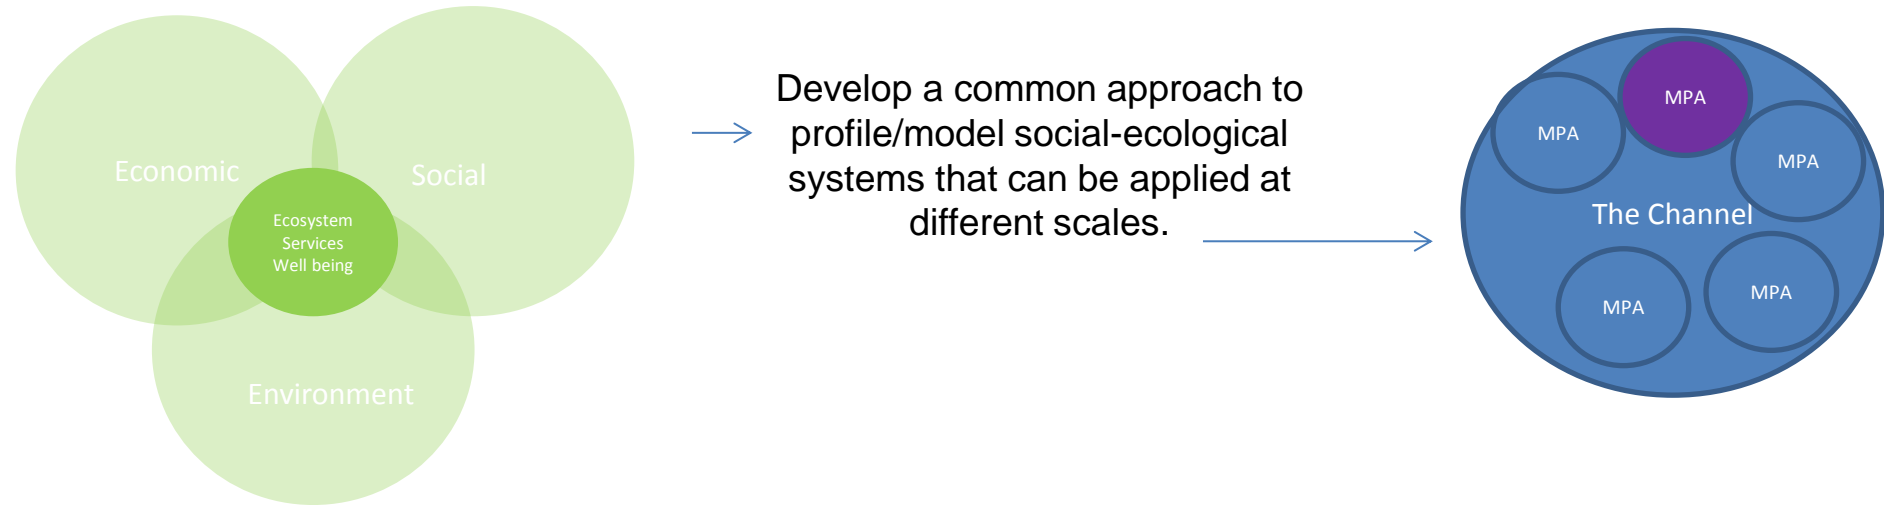 Economic
Social
Ecosystem
Services
Well being
Environment
Develop a common approach to
profile/model social-ecological
systems that can be applied at
different scales.
MPA
MPA
MPA
The Channel
MPA
MPA